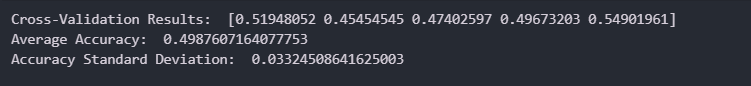 Cross-Validation Results:  [0.51948052 0.45454545 0.47402597 0.49673203 0.54901961]
Average Accuracy:  0.4987607164077753
Accuracy Standard Deviation:  0.03324508641625003